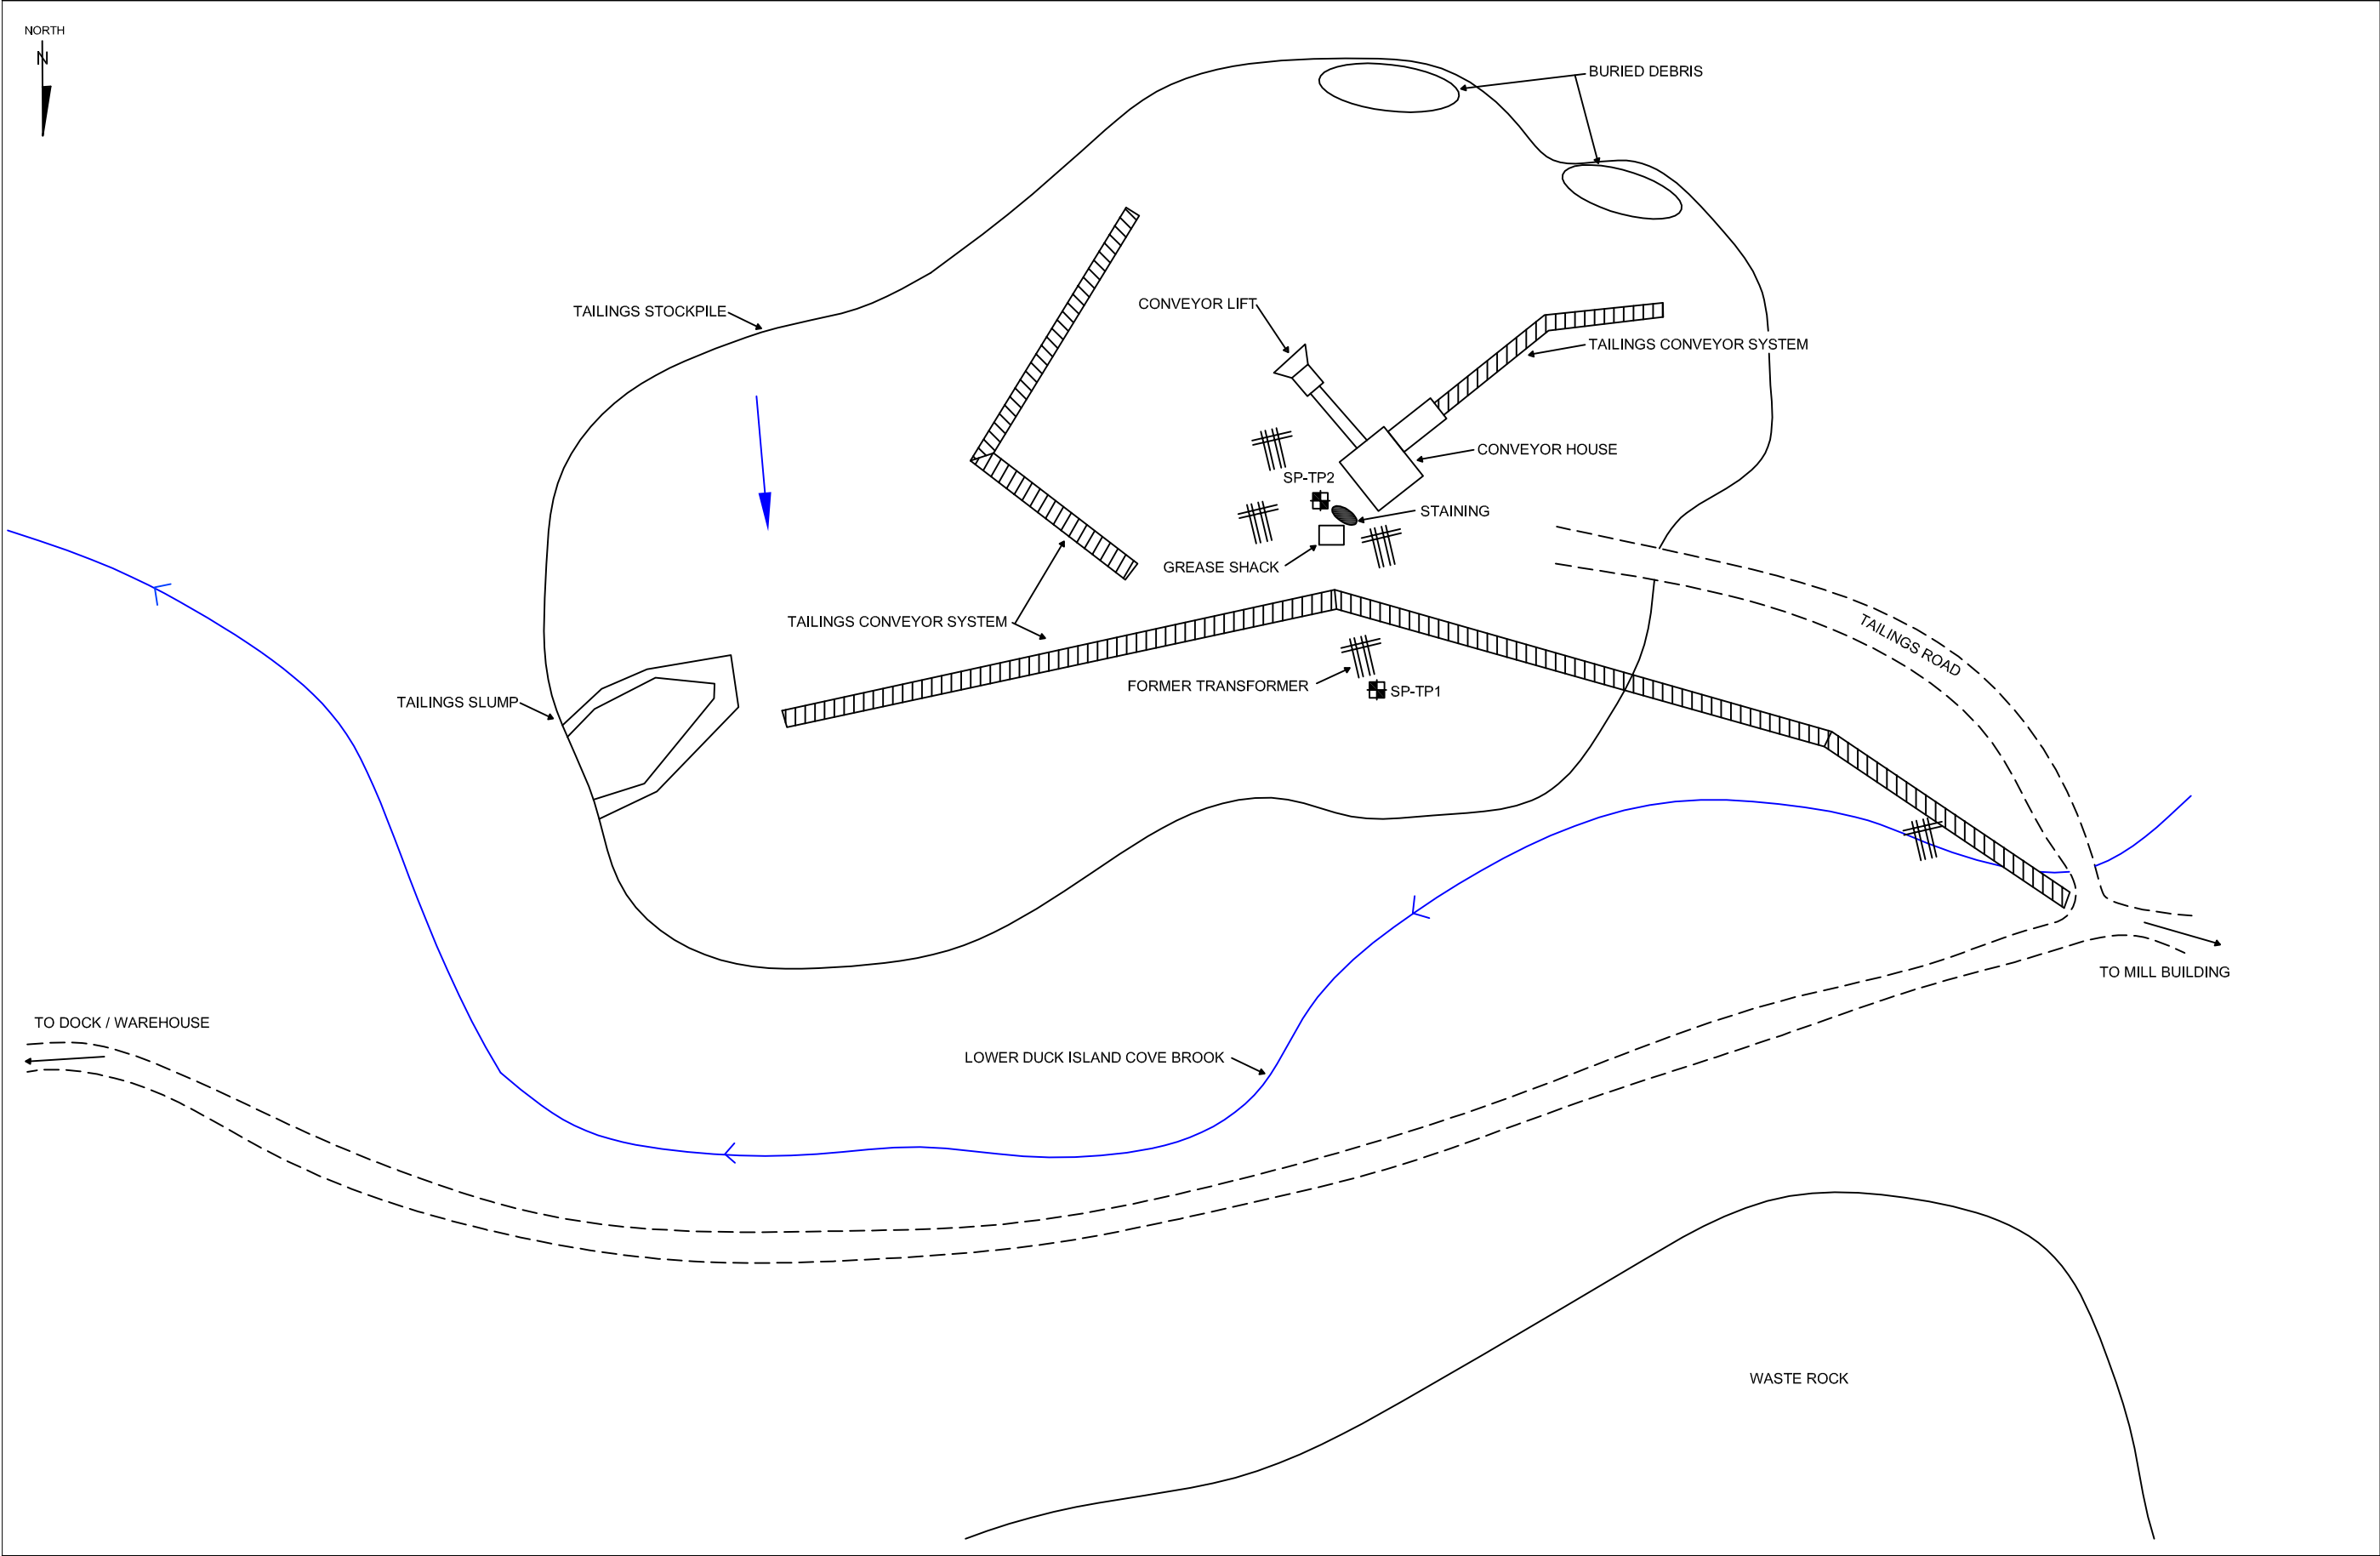 NORTH
N
BURIED DEBRIS
CONVEYOR LIFT
TAILINGS STOCKPILE
TAILINGS CONVEYOR SYSTEM
CONVEYOR HOUSE
SP-TP2
STAINING
GREASE SHACK
TAILINGS CONVEYOR SYSTEM
TAILINGS ROAD
FORMER TRANSFORMER
SP-TP1
TAILINGS SLUMP
TO MILL BUILDING
TO DOCK / WAREHOUSE
LOWER DUCK ISLAND COVE BROOK
WASTE ROCK